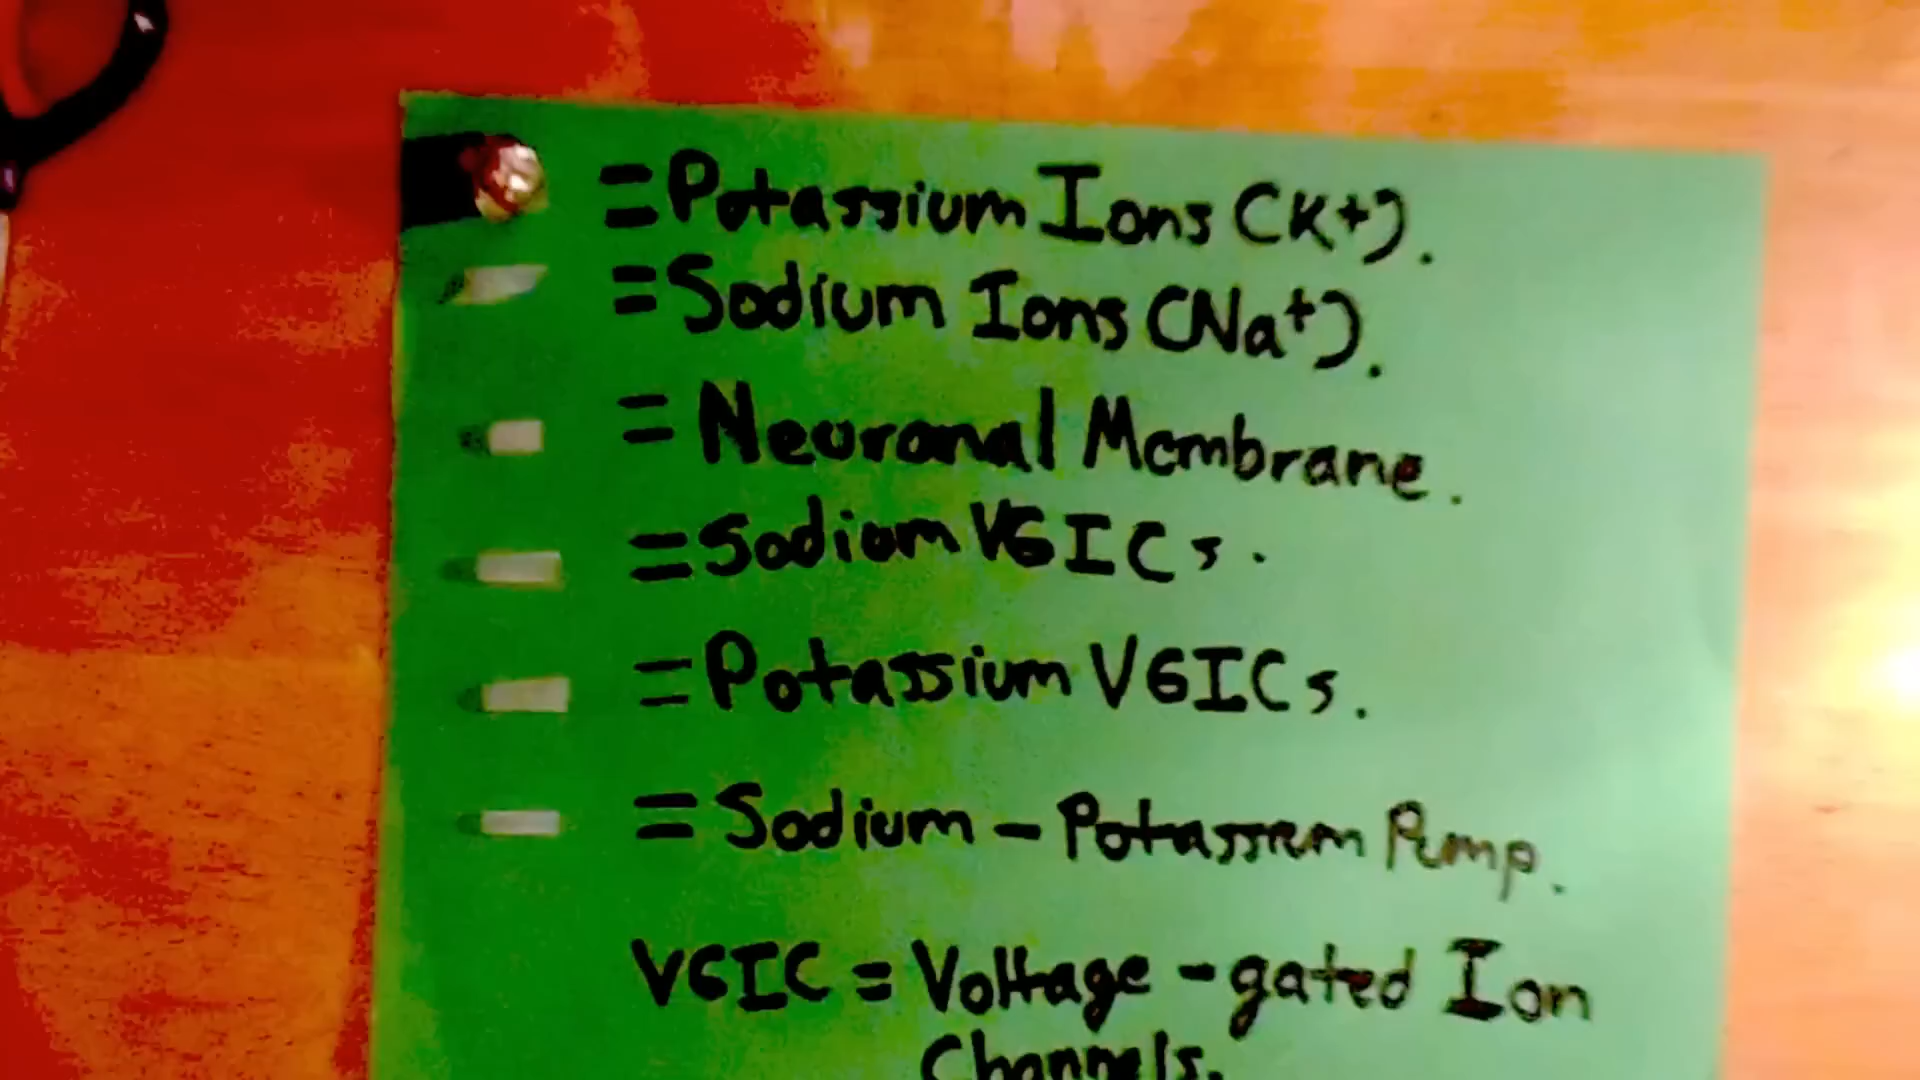 = Potassium Ions (K+).
= Sodium Ions (Na+).
= Neuronal Membrane.
= Sodium VGICs.
= Potassium VGICs.
= Sodium - Potassium Pump.
VGIC = Voltage - gated Ion
Channels.